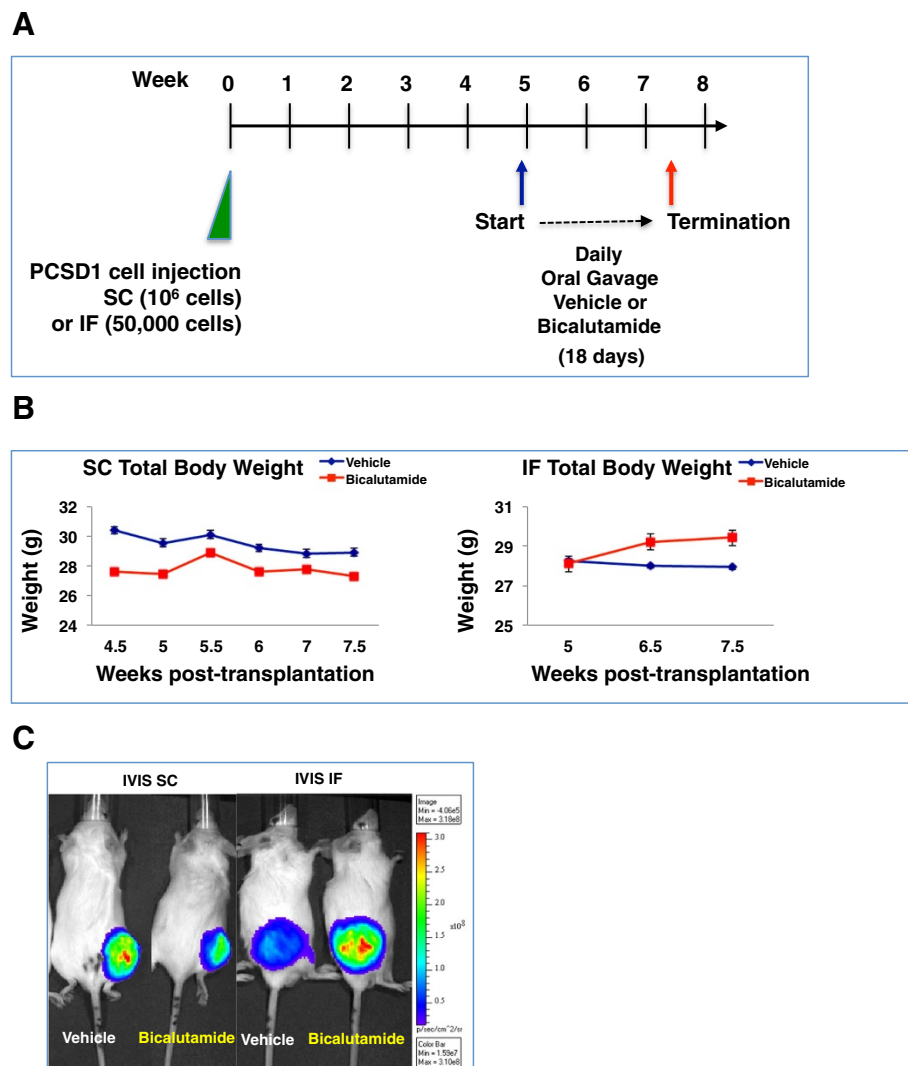 A
Week 0 1 2 3 4 5 6 7 8
Start
Termination
PCSD1 cell injection
SC (10⁶ cells)
or IF (50,000 cells)
Daily
Oral Gavage
Vehicle or
Bicalutamide
(18 days)
B
SC Total Body Weight
Vehicle
Bicalutamide
Weight (g)
32
30
28
26
24
4.5 5 5.5 6 7 7.5
Weeks post-transplantation
IF Total Body Weight
Vehicle
Bicalutamide
Weight (g)
31
29
27
25
5 6.5 7.5
Weeks post-transplantation
C
IVIS SC
IVIS IF
Vehicle
Bicalutamide
Vehicle
Bicalutamide
Image
Min = -4.06e5
Max = 3.18e8
3.0
2.5
2.0
1.5
x10⁸
1.0
0.5
p/sec/cm^2/sr
Color Bar
Min = 1.59e7
Max = 3.10e8